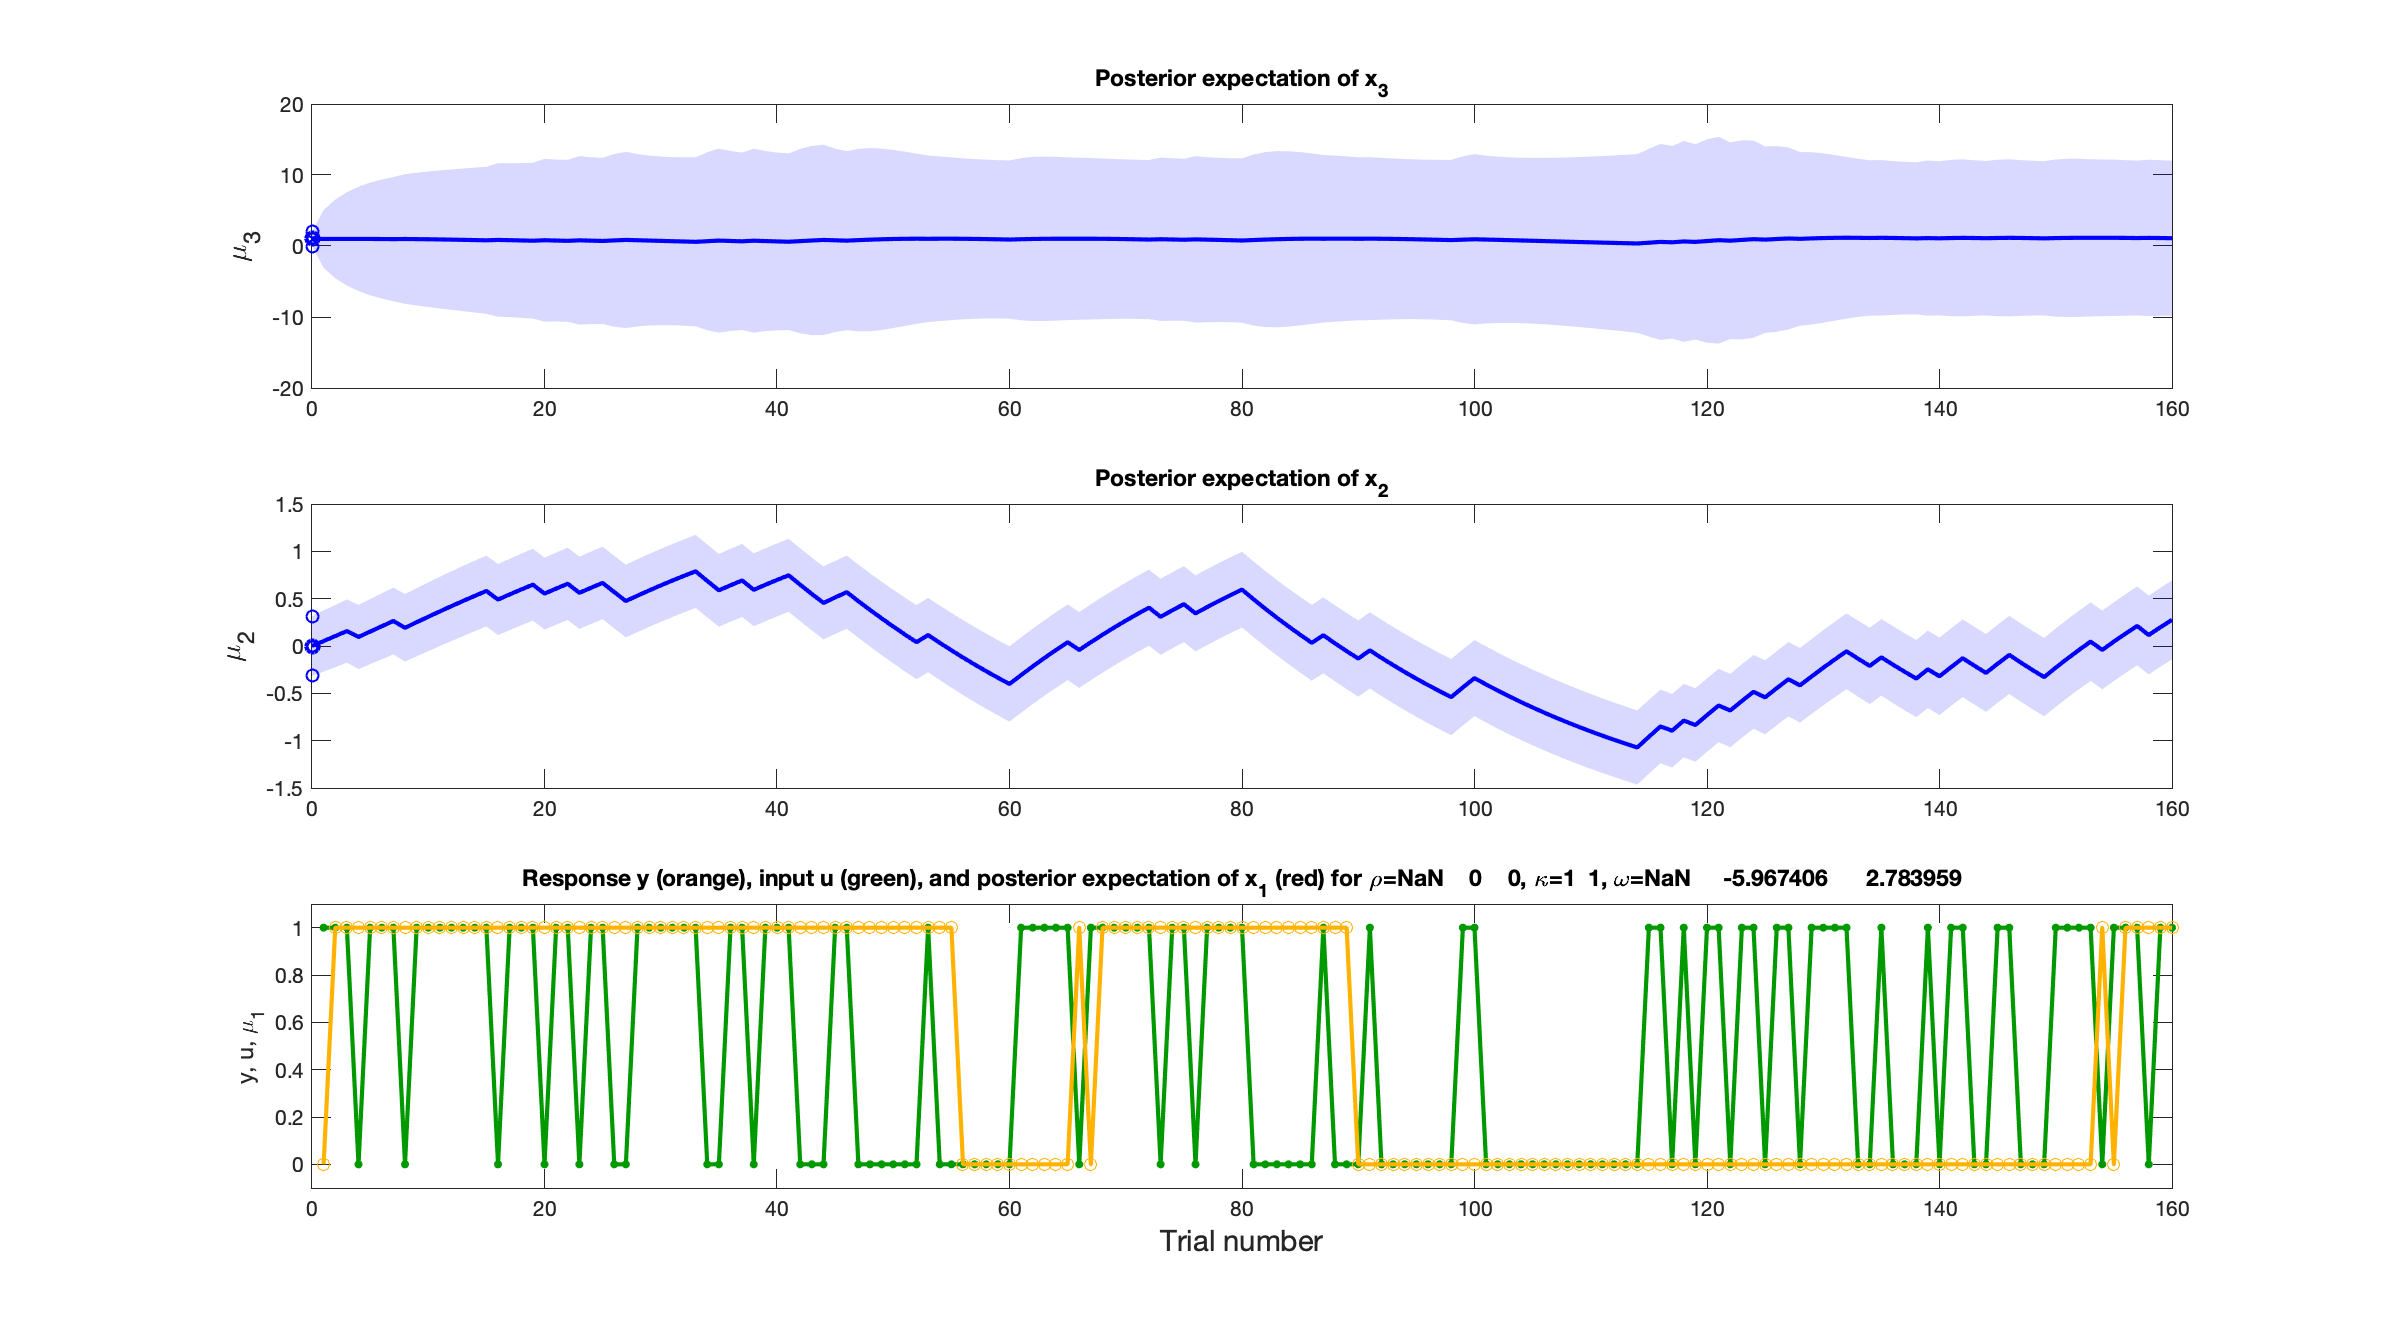 Posterior expectation of x3
20
10
0
-10
-20
μ3
0 20 40 60 80 100 120 140 160
Posterior expectation of x2
1.5
1
0.5
0
-0.5
-1
-1.5
μ2
0 20 40 60 80 100 120 140 160
Response y (orange), input u (green), and posterior expectation of x1 (red) for ρ=NaN 0 0, κ=1 1, ω=NaN -5.967406 2.783959
1
0.8
0.6
0.4
0.2
0
y, u, μ1
0 20 40 60 80 100 120 140 160
Trial number